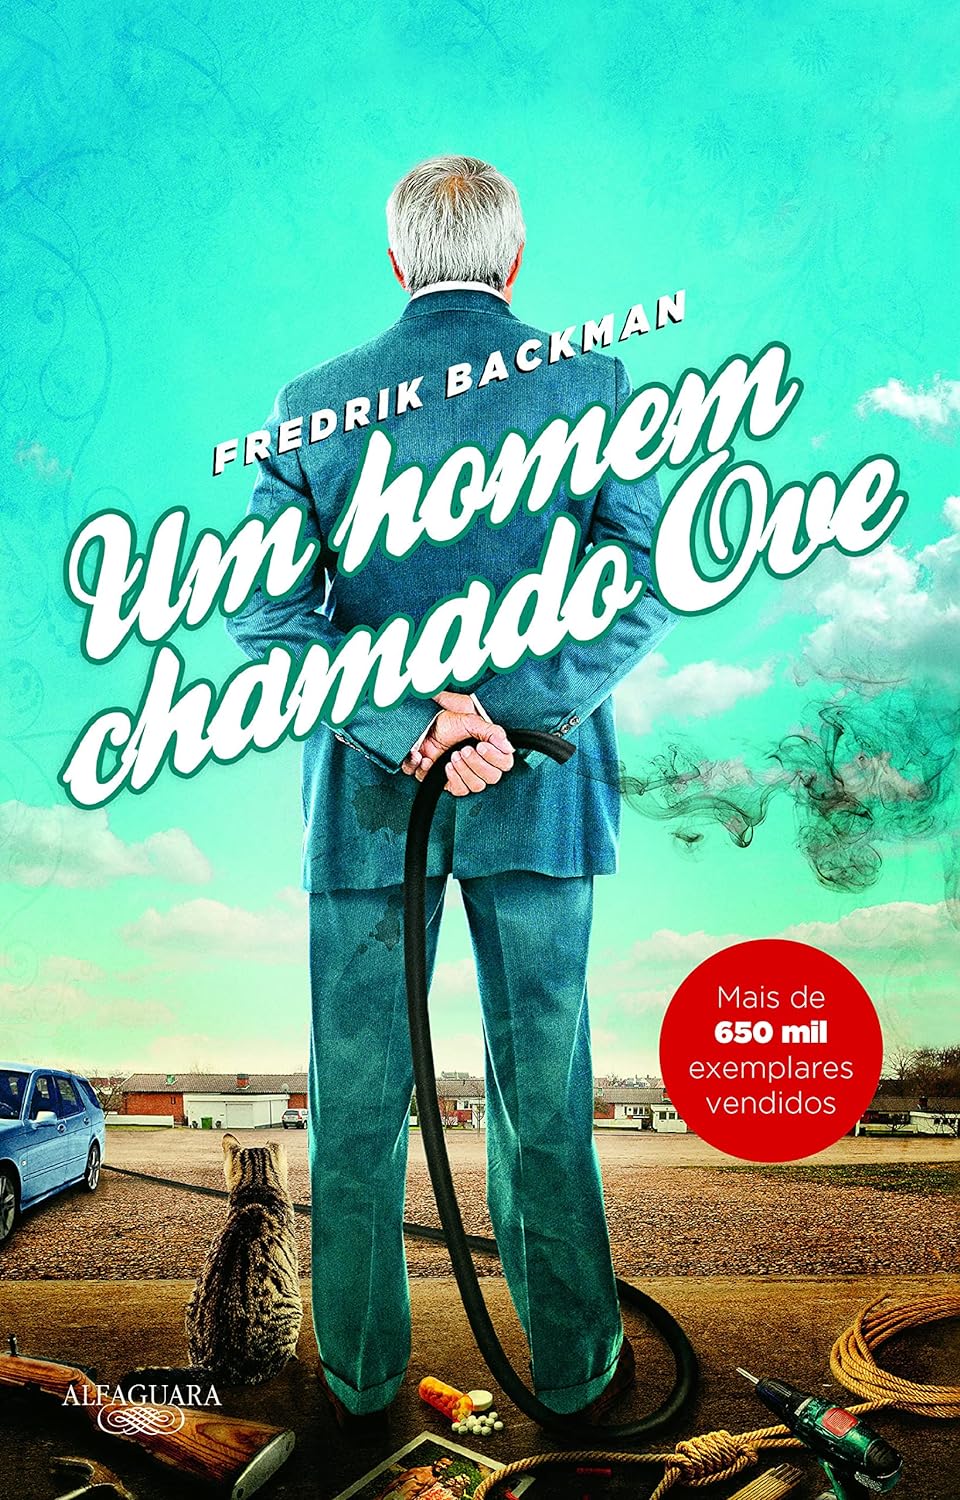 FREDRIK BACKMAN
Um homem
chamado Ove
Mais de
650 mil
exemplares
vendidos
ALFAGUARA